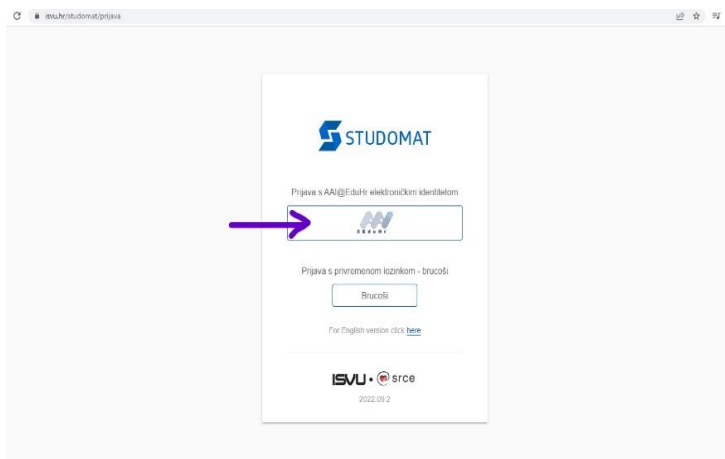 isvu.hr/studomat/prijava
STUDOMAT
Prijava s AAI@EduHr elektroničkim identitetom
@EduHr
Prijava s privremenom lozinkom - brucoši
Brucoši
For English version click here
ISVU • srce
2022.09.2